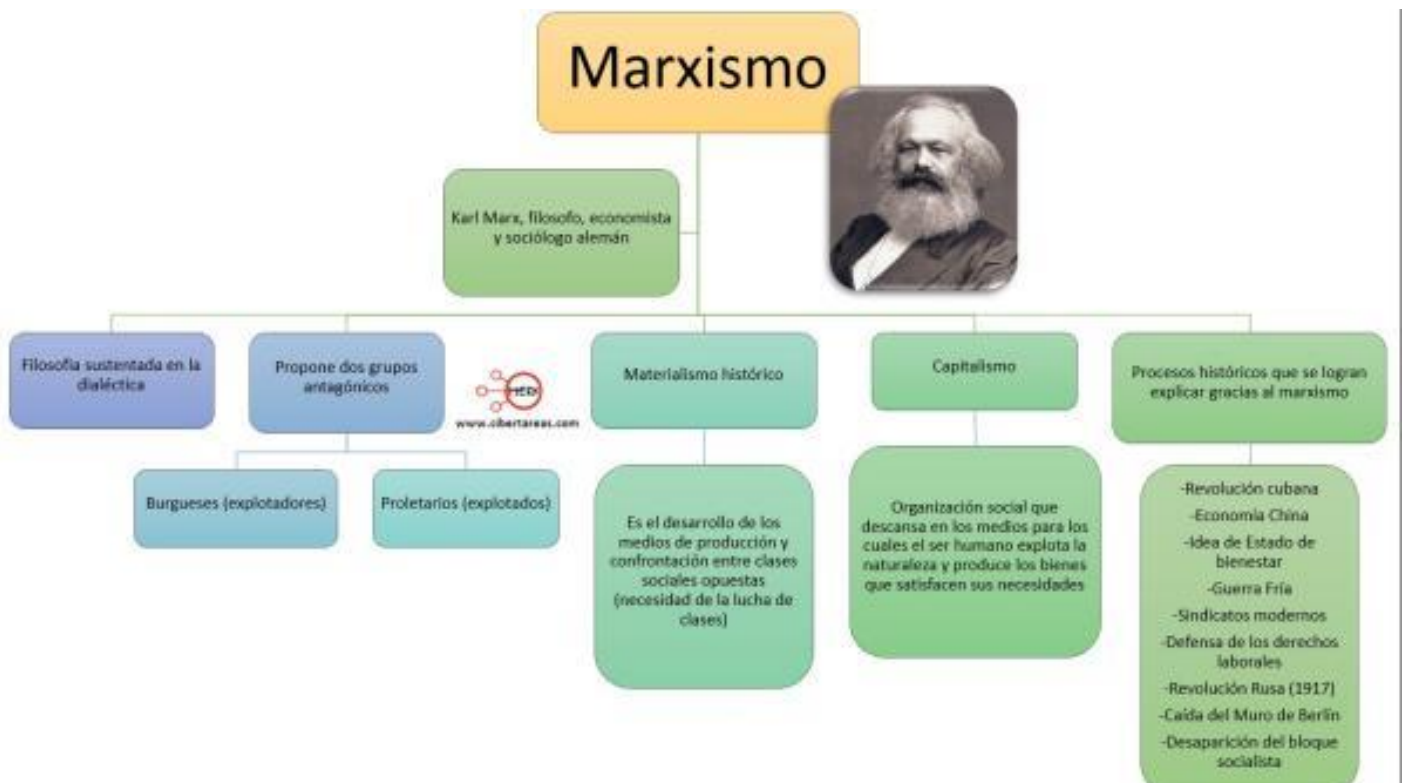 Marxismo
Karl Marx, filosofo, economista
y sociólogo alemán
Filosofía sustentada en la
dialéctica
Propone dos grupos
antagónicos
www.cibertareas.com
Materialismo histórico
Capitalismo
Procesos históricos que se logran
explicar gracias al marxismo
Burgueses (explotadores)
Proletarios (explotados)
Es el desarrollo de los
medios de producción y
confrontación entre clases
sociales opuestas
(necesidad de la lucha de
clases)
Organización social que
descansa en los medios para los
cuales el ser humano explota la
naturaleza y produce los bienes
que satisfacen sus necesidades
-Revolución cubana
-Economía China
-Idea de Estado de
bienestar
-Guerra Fría
-Sindicatos modernos
-Defensa de los derechos
laborales
-Revolución Rusa (1917)
-Caída del Muro de Berlín
-Desaparición del bloque
socialista